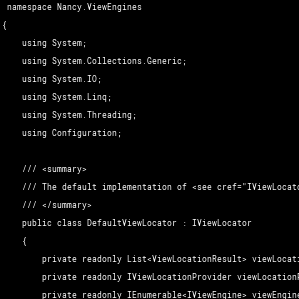 namespace Nancy.ViewEngines
{
using System;
using System.Collections.Generic;
using System.IO;
using System.Linq;
using System.Threading;
using Configuration;
/// <summary>
/// The default implementation of <see cref="IViewLocato
/// </summary>
public class DefaultViewLocator : IViewLocator
{
private readonly List<ViewLocationResult> viewLocati
private readonly IViewLocationProvider viewLocationP
private readonly IEnumerable<IViewEngine> viewEngine